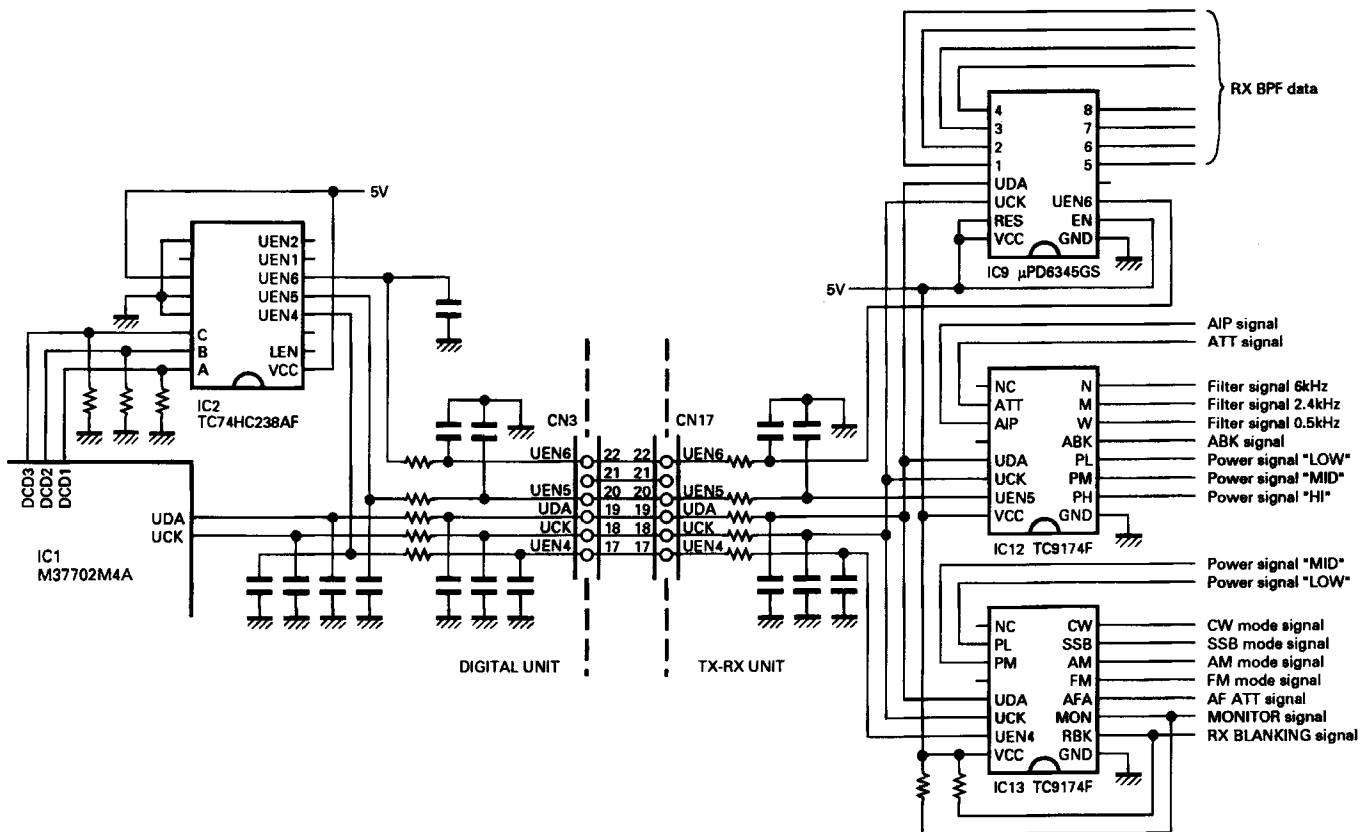 RX BPF data
4 8
3 7
2 6
1 5
UDA
UCK UEN6
RES EN
VCC GND
IC9 μPD6345GS
5V
UEN2
UEN1
UEN6
UEN5
UEN4
C
B LEN
A VCC
IC2
TC74HC238AF
5V
AIP signal
ATT signal
NC N Filter signal 6kHz
ATT M Filter signal 2.4kHz
AIP W Filter signal 0.5kHz
ABK ABK signal
UDA PL Power signal "LOW"
UCK PM Power signal "MID"
UEN5 PH Power signal "HI"
VCC GND
IC12 TC9174F
CN3 CN17
UEN6 22 22 UEN6
21 21
UEN5 20 20 UEN5
UDA 19 19 UDA
UCK 18 18 UCK
UEN4 17 17 UEN4
DCD3
DCD2
DCD1
UDA
UCK
IC1
M37702M4A
DIGITAL UNIT
TX-RX UNIT
Power signal "MID"
Power signal "LOW"
NC CW CW mode signal
PL SSB SSB mode signal
PM AM AM mode signal
FM FM mode signal
UDA AFA AF ATT signal
UCK MON MONITOR signal
UEN4 RBK RX BLANKING signal
VCC GND
IC13 TC9174F